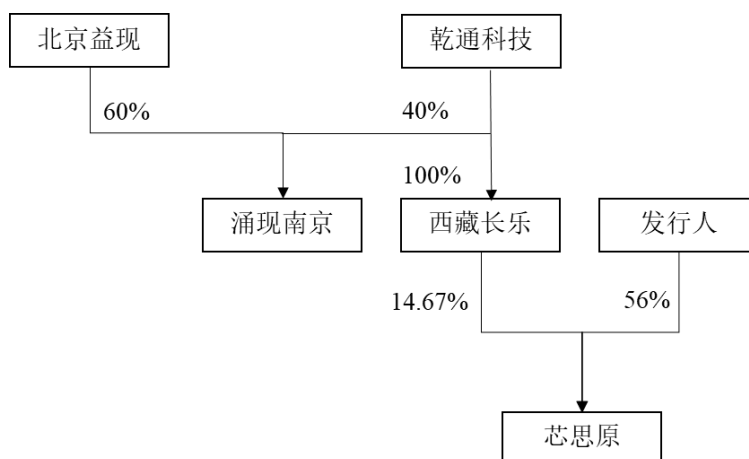 北京益现
乾通科技
60%
40%
100%
涌现南京
西藏长乐
发行人
14.67%
56%
芯思原